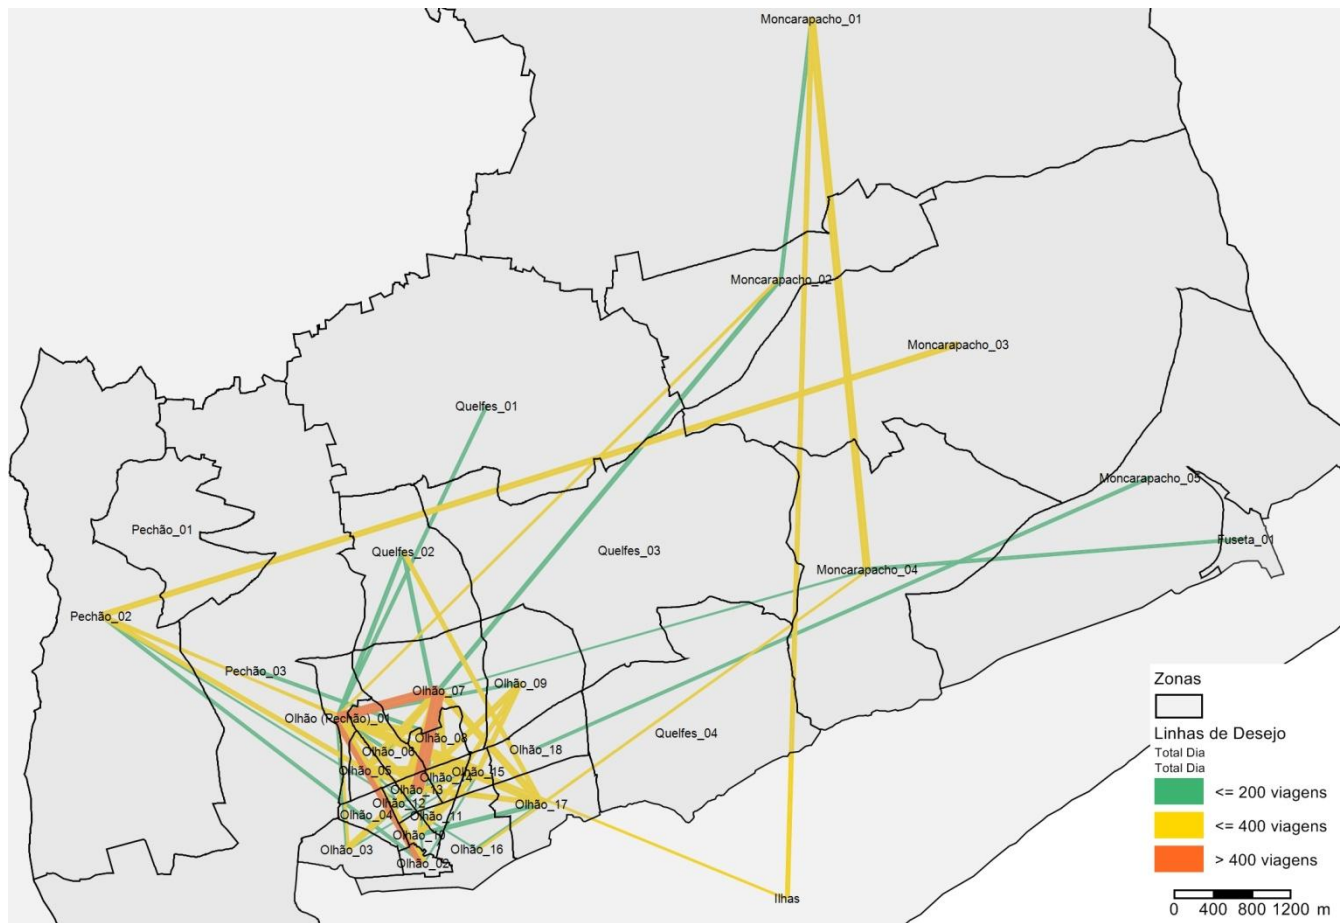 Moncarapacho_01
Moncarapacho_02
Moncarapacho_03
Quelfes_01
Moncarapacho_05
Pechão_01
Quelfes_02
Quelfes_03
Fuseta_01
Moncarapacho_04
Pechão_02
Pechão_03
Olhão_09
Olhão_07
Olhão (Pechão)_01
Olhão_08
Quelfes_04
Olhão_06
Olhão_18
Olhão_05
Olhão_15
Olhão_14
Olhão_13
Olhão_12
Olhão_17
Olhão_04
Olhão_11
Olhão_10
Olhão_03
Olhão_16
Olhão_02
Ilhas
Zonas
Linhas de Desejo
Total Dia
Total Dia
<= 200 viagens
<= 400 viagens
> 400 viagens
0 400 800 1200 m